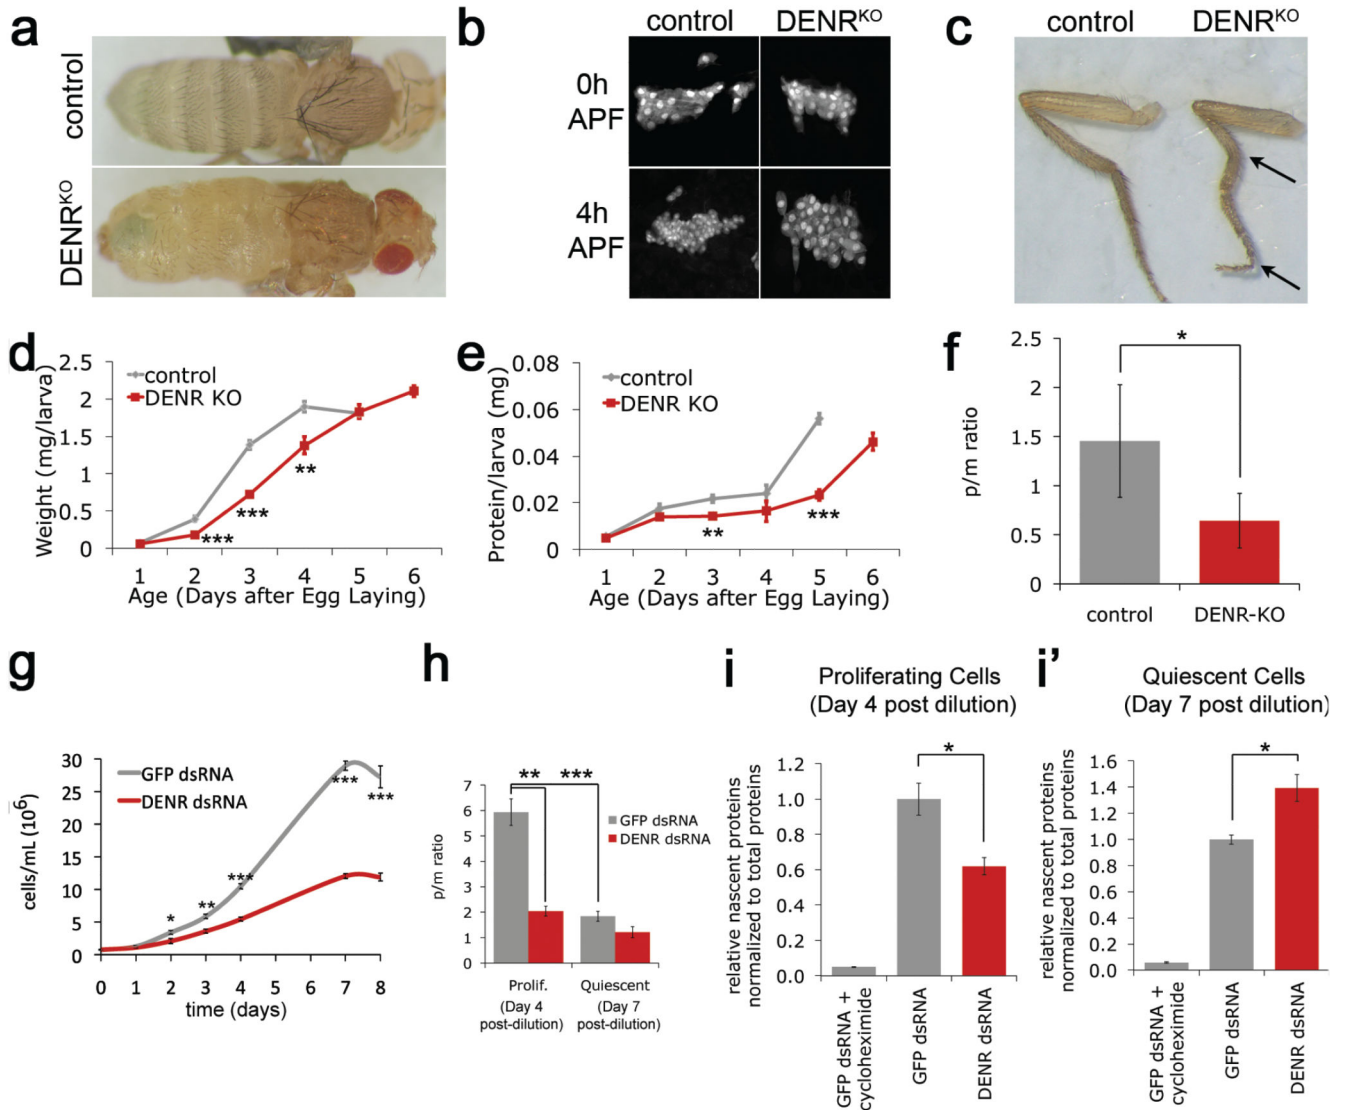 a
control
DENRKO
b
control
DENRKO
0h
APF
4h
APF
c
control
DENRKO
d
Weight (mg/larva)
2.5
2
1.5
1
0.5
0
control
DENR KO
***
***
**
1 2 3 4 5 6
Age (Days after Egg Laying)
e
Protein/larva (mg)
0.08
0.06
0.04
0.02
0
control
DENR KO
**
***
1 2 3 4 5 6
Age (Days after Egg Laying)
f
p/m ratio
2.5
2
1.5
1
0.5
0
*
control DENR-KO
g
cells/mL (10^6)
30
25
20
15
10
5
0
GFP dsRNA
DENR dsRNA
*
**
***
***
***
0 1 2 3 4 5 6 7 8
time (days)
h
p/m ratio
7
6
5
4
3
2
1
0
** ***
GFP dsRNA
DENR dsRNA
Prolif. Quiescent
(Day 4 (Day 7
post-dilution) post-dilution)
i
Proliferating Cells
(Day 4 post dilution)
relative nascent proteins
normalized to total proteins
1.2
1.0
0.8
0.6
0.4
0.2
0.0
*
GFP dsRNA +
cycloheximide
GFP dsRNA
DENR dsRNA
i'
Quiescent Cells
(Day 7 post dilution)
relative nascent proteins
normalized to total proteins
1.6
1.4
1.2
1.0
0.8
0.6
0.4
0.2
0.0
*
GFP dsRNA +
cycloheximide
GFP dsRNA
DENR dsRNA